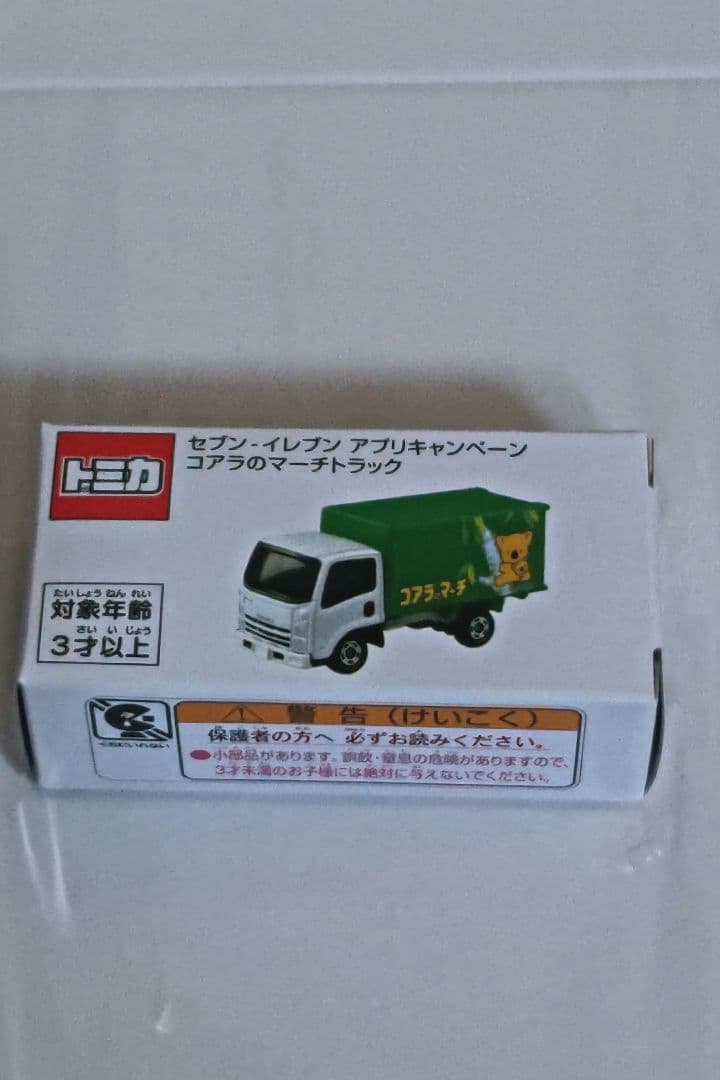 トミカ
セブン-イレブン アプリキャンペーン
コアラのマーチトラック
たいしょう ねん れい
対象年齢
さい い じょう
3才以上
コアラのマーチ
警告(けいこく)
保護者の方へ 必ずお読みください。
●小部品があります。誤飲・窒息の危険がありますので、
3才未満のお子様には絶対に与えないでください。